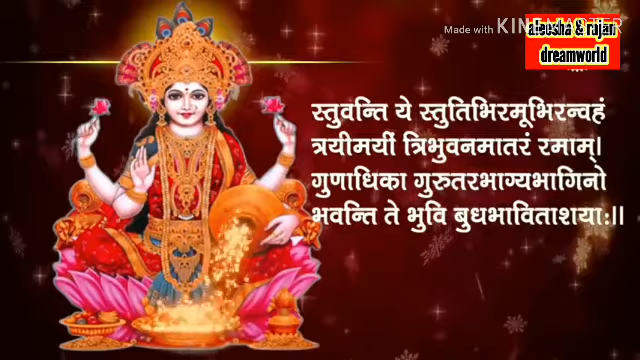 Made with KINEMASTER
aleesha & rajan
dreamworld
स्तुवन्ति ये स्तुतिभिरमूभिरन्वहं
त्रयीमयीं त्रिभुवनमातरं रमाम्।
गुणाधिका गुरुतरभाग्यभागिनो
भवन्ति ते भुवि बुधभाविताशयाः।।